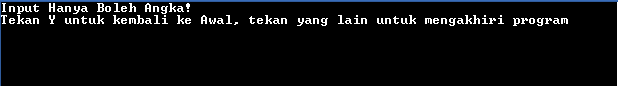 Input Hanya Boleh Angka!
Tekan Y untuk kembali ke Awal, tekan yang lain untuk mengakhiri program